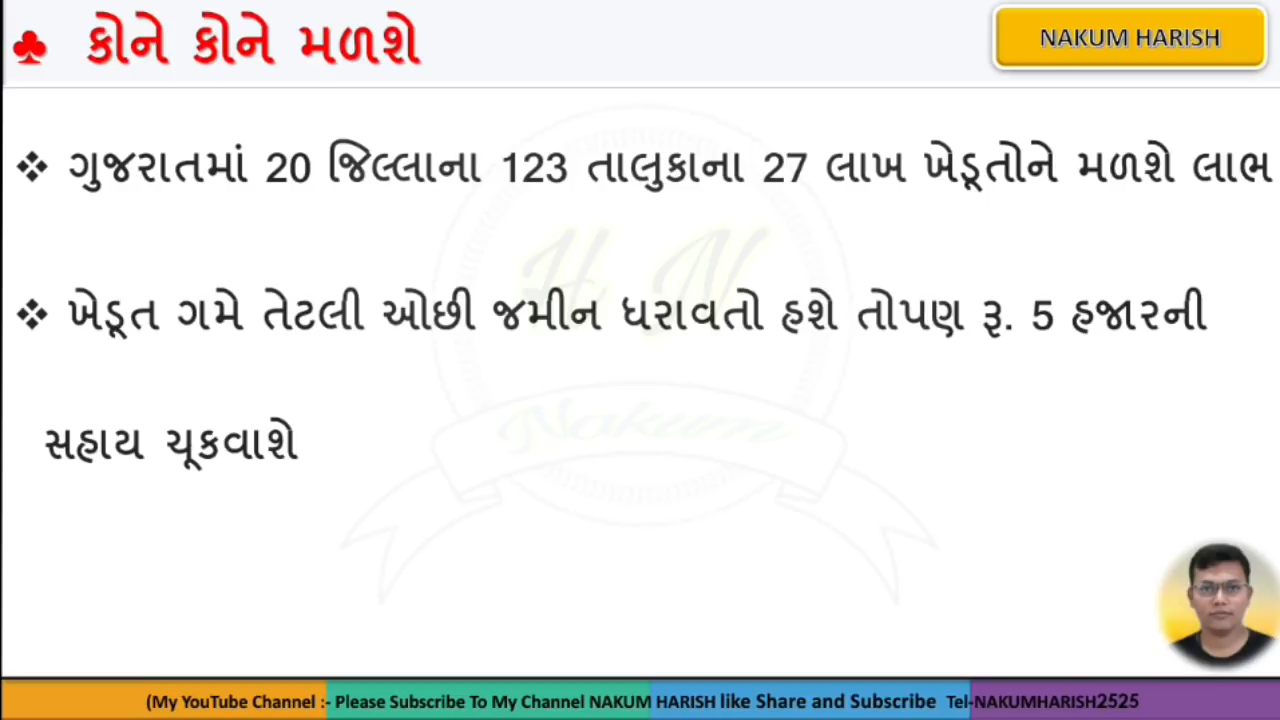 ♣ કોને કોને મળશે
NAKUM HARISH
❖ ગુજરાતમાં 20 જિલ્લાના 123 તાલુકાના 27 લાખ ખેડૂતોને મળશે લાભ
❖ ખેડૂત ગમે તેટલી ઓછી જમીન ધરાવતો હશે તોપણ રૂ. 5 હજારની
સહાય ચૂકવાશે
H N
Nakum
(My YouTube Channel :- Please Subscribe To My Channel NAKUM HARISH like Share and Subscribe Tel-NAKUMHARISH2525